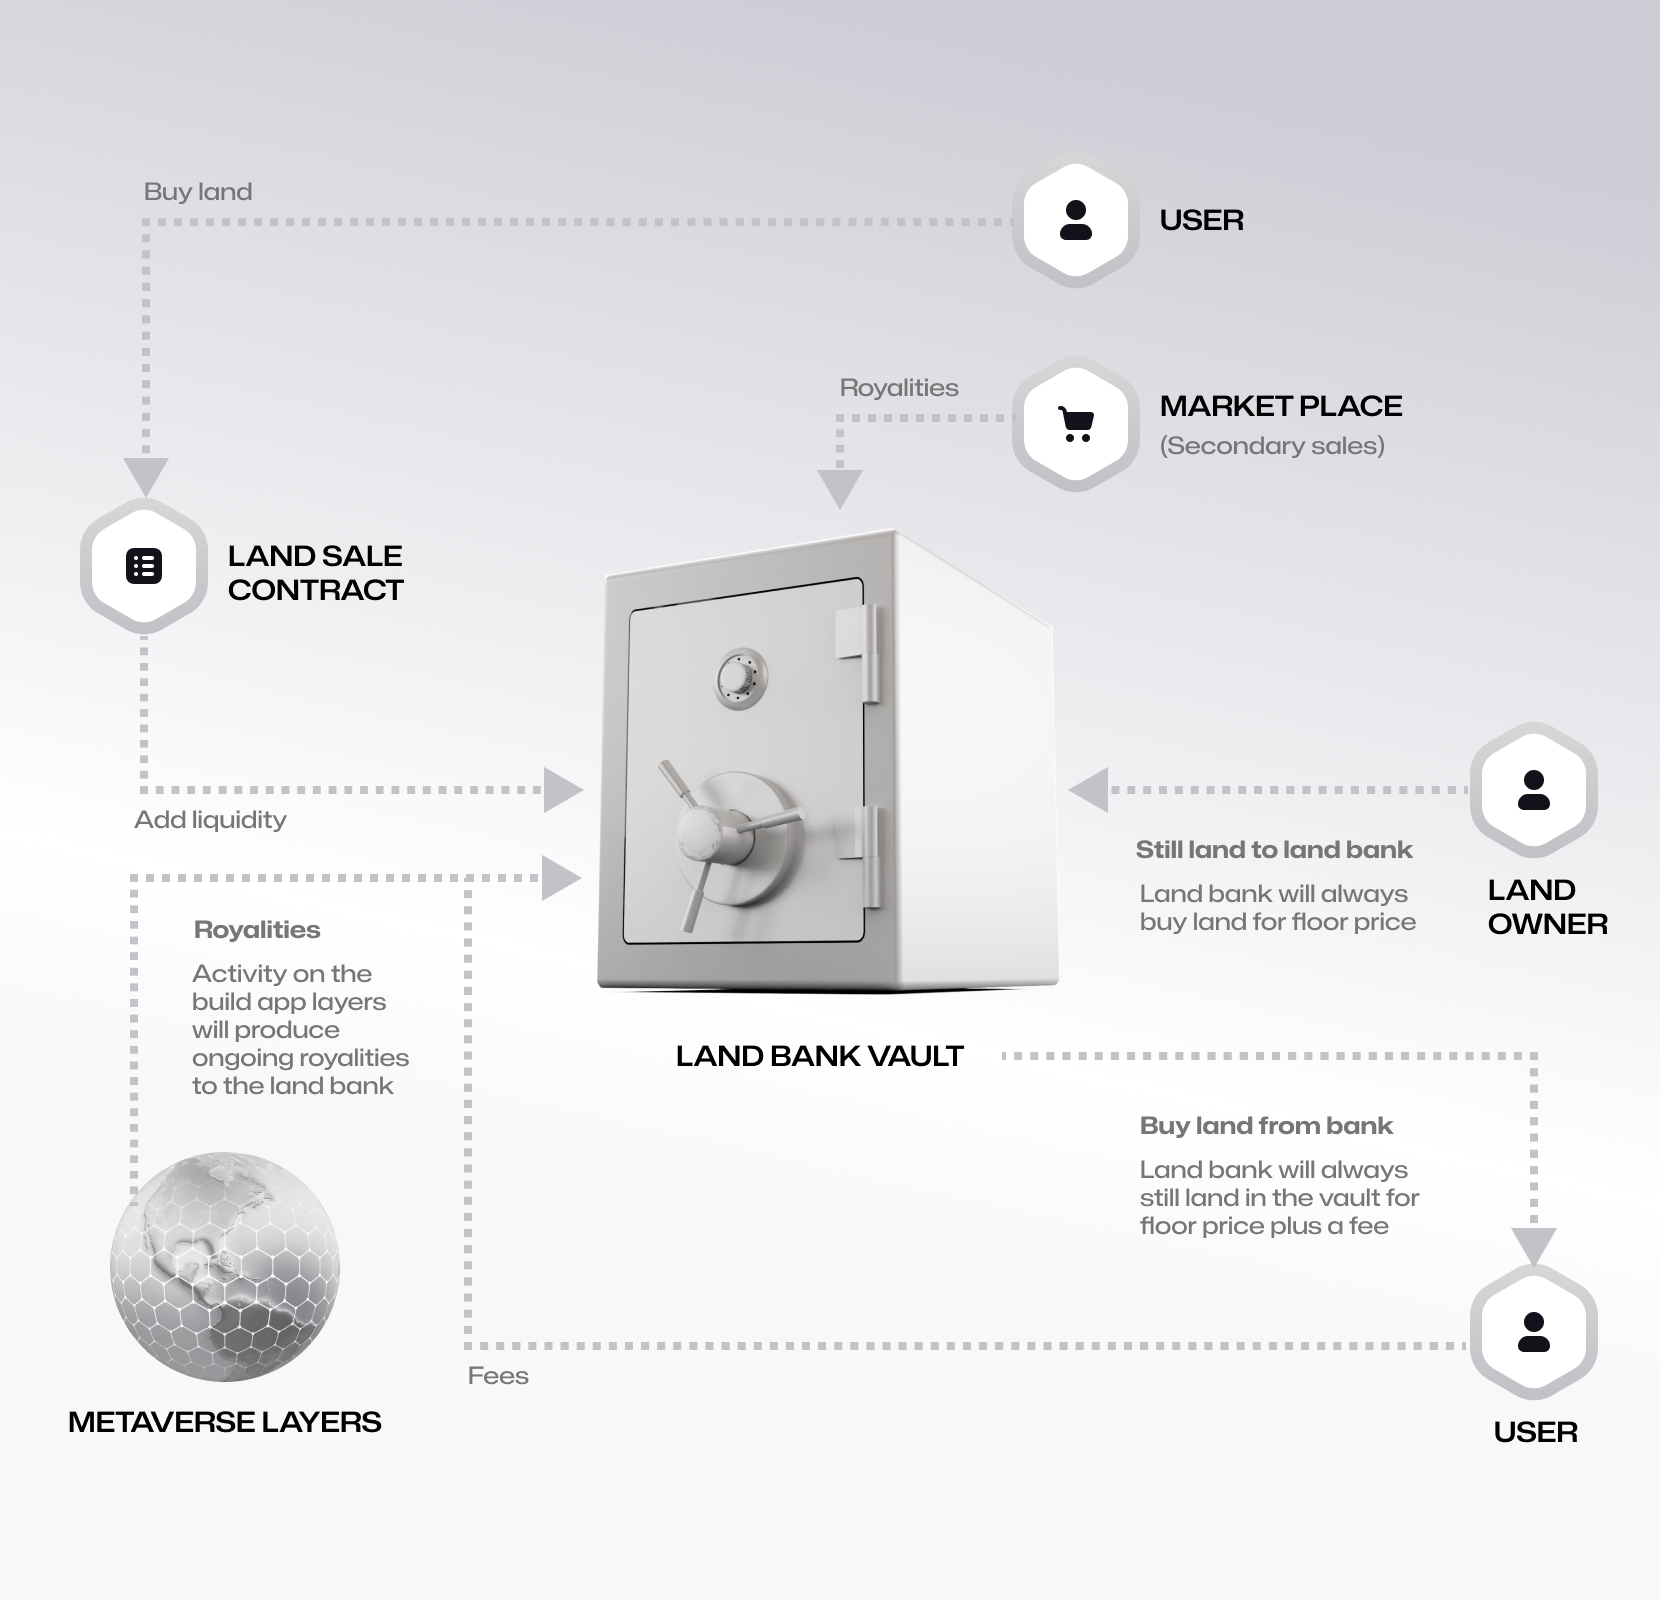 Buy land
USER
Royalities
MARKET PLACE
(Secondary sales)
LAND SALE
CONTRACT
Add liquidity
Still land to land bank
Land bank will always
buy land for floor price
LAND
OWNER
Royalities
Activity on the
build app layers
will produce
ongoing royalities
to the land bank
LAND BANK VAULT
Buy land from bank
Land bank will always
still land in the vault for
floor price plus a fee
Fees
METAVERSE LAYERS
USER